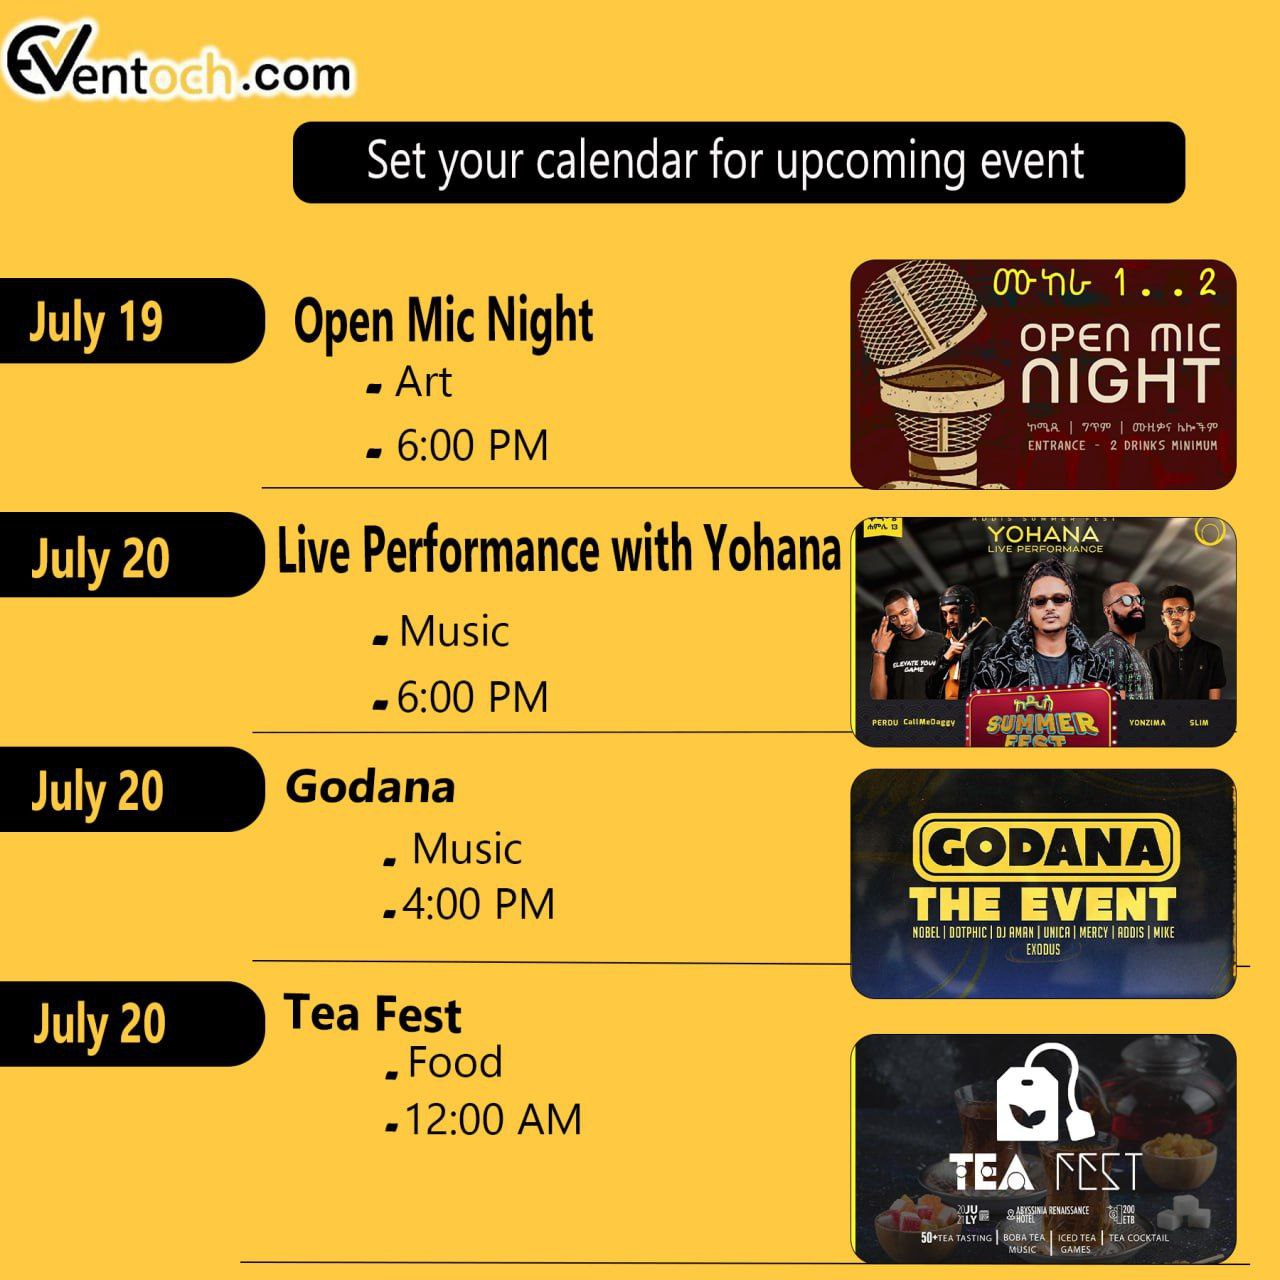 EVentoch.com
Set your calendar for upcoming event
July 19
Open Mic Night
- Art
- 6:00 PM
ሙከራ 1 . . 2
OPEN MIC
NIGHT
ኮሜዲ | ግጥም | ሙዚቃና ሌሎችም
ENTRANCE - 2 DRINKS MINIMUM
July 20
Live Performance with Yohana
- Music
- 6:00 PM
ሐምሌ 13
ADDIS SUMMER FEST
YOHANA
LIVE PERFORMANCE
ELEVATE YOUR
GAME
PERDU CallMeDaggy
አዲስ
SUMMER
FEST
YONZIMA SLIM
July 20
Godana
- Music
- 4:00 PM
GODANA
THE EVENT
NOBEL | DOTPHIC | DJ AMAN | UNICA | MERCY | ADDIS | MIKE
EXODUS
July 20
Tea Fest
- Food
- 12:00 AM
TEA FEST
20 JU
21 LY
ABYSSINIA RENAISSANCE
HOTEL
200
ETB
50+TEA TASTING | BOBA TEA | ICED TEA | TEA COCKTAIL
MUSIC | GAMES